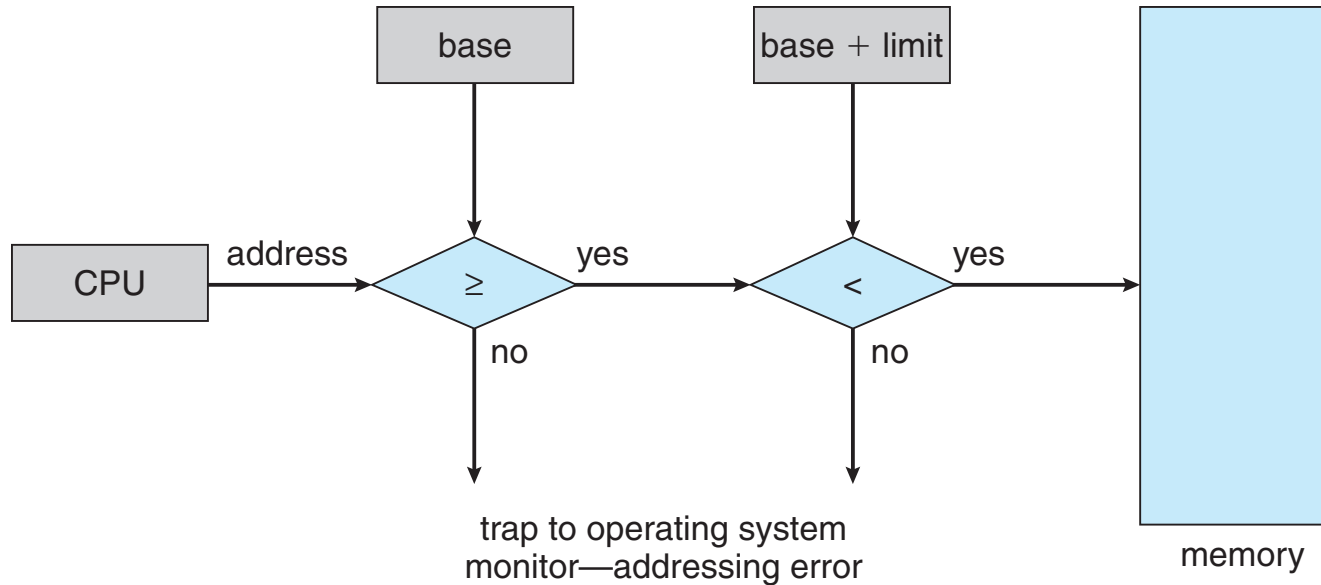 base
base + limit
CPU
address
≥
yes
<
yes
no
no
trap to operating system
monitor—addressing error
memory